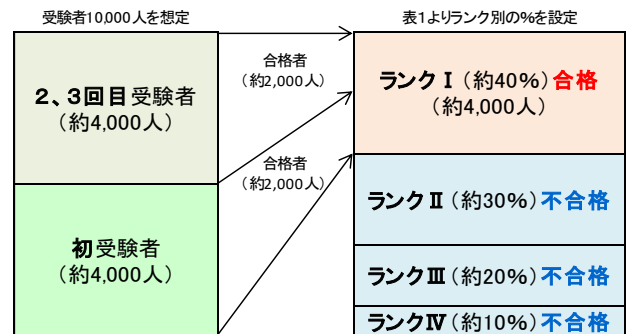 受験者10,000人を想定
表1よりランク別の%を設定
2、3回目受験者
(約4,000人)
合格者
(約2,000人)
ランクⅠ(約40%)合格
(約4,000人)
合格者
(約2,000人)
ランクⅡ(約30%)不合格
初受験者
(約4,000人)
ランクⅢ(約20%)不合格
ランクⅣ(約10%)不合格